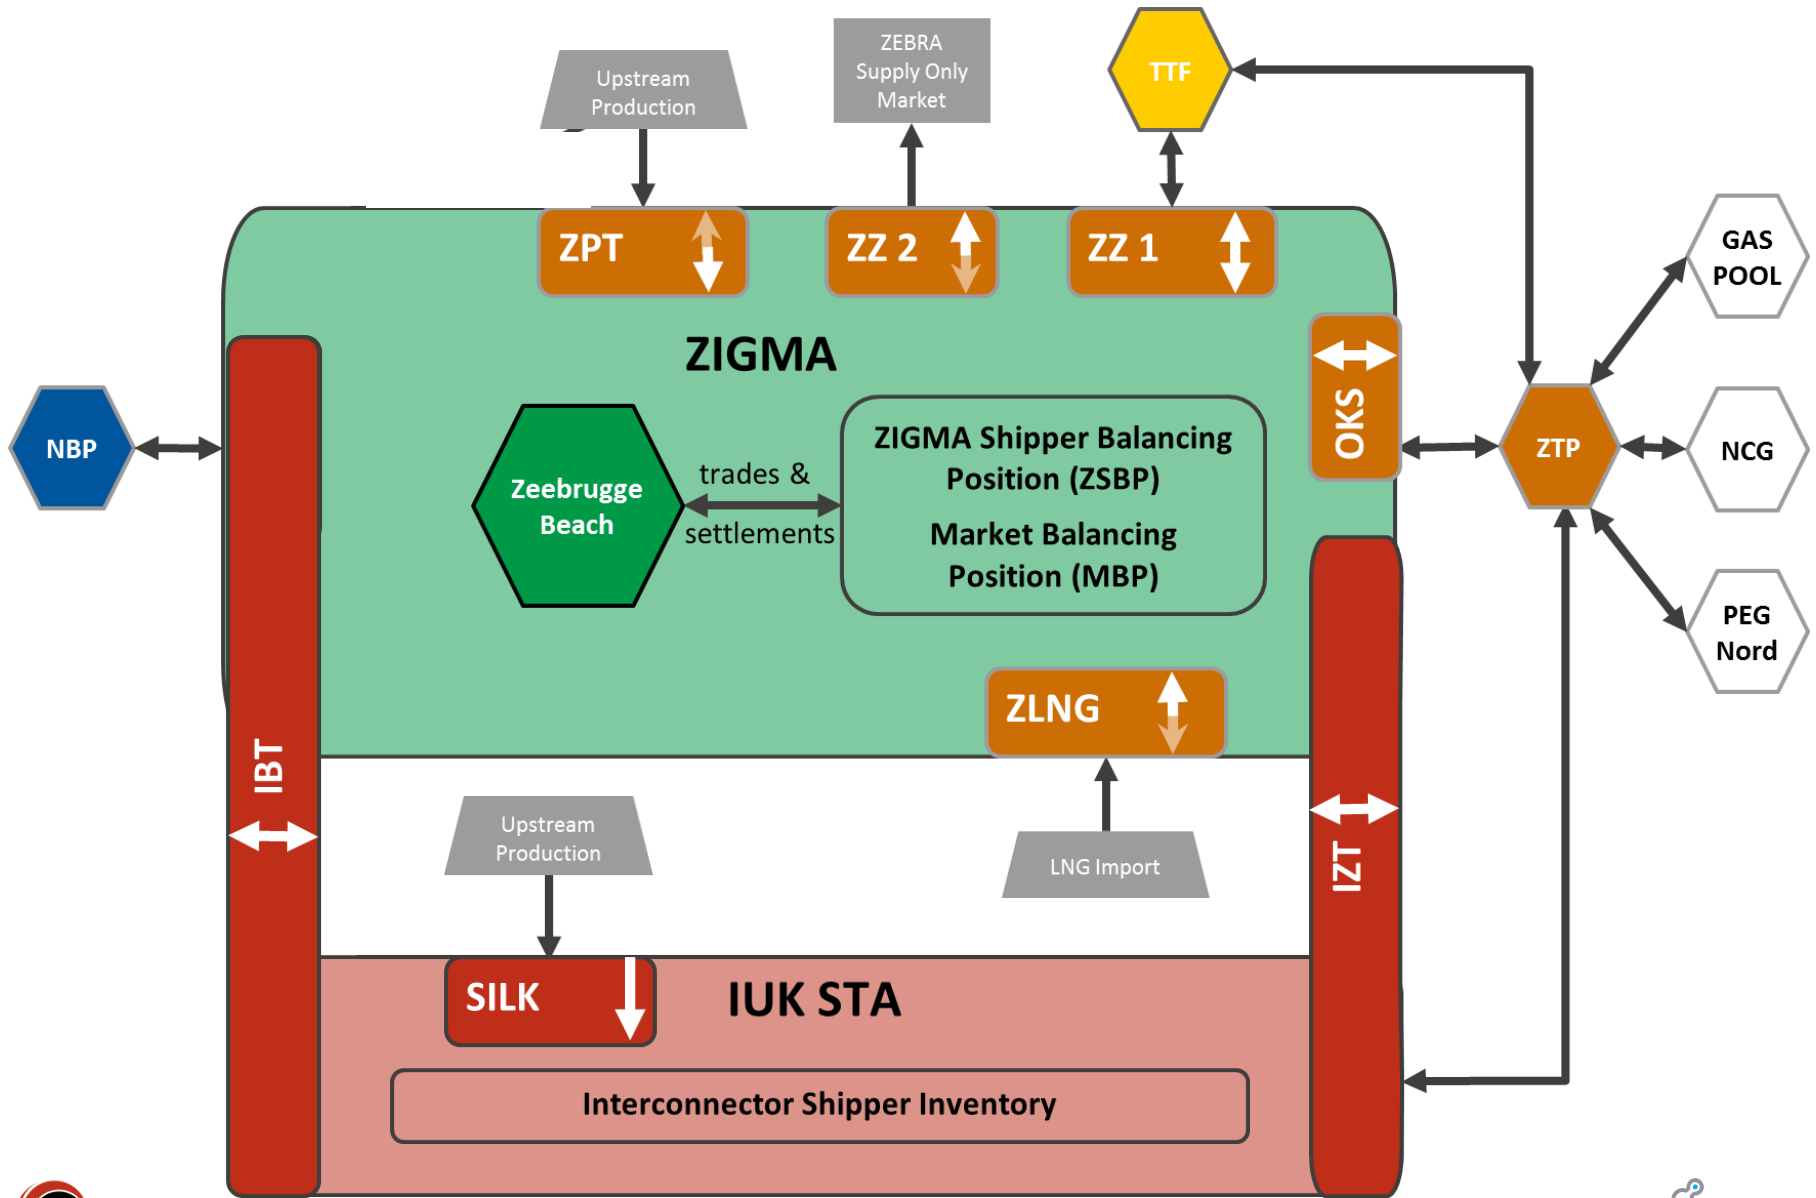 Upstream
Production
ZEBRA
Supply Only
Market
TTF
ZPT
ZZ 2
ZZ 1
GAS
POOL
ZIGMA
OKS
NBP
Zeebrugge
Beach
trades &
settlements
ZIGMA Shipper Balancing
Position (ZSBP)
Market Balancing
Position (MBP)
ZTP
NCG
PEG
Nord
ZLNG
IBT
Upstream
Production
LNG Import
IZT
SILK
IUK STA
Interconnector Shipper Inventory